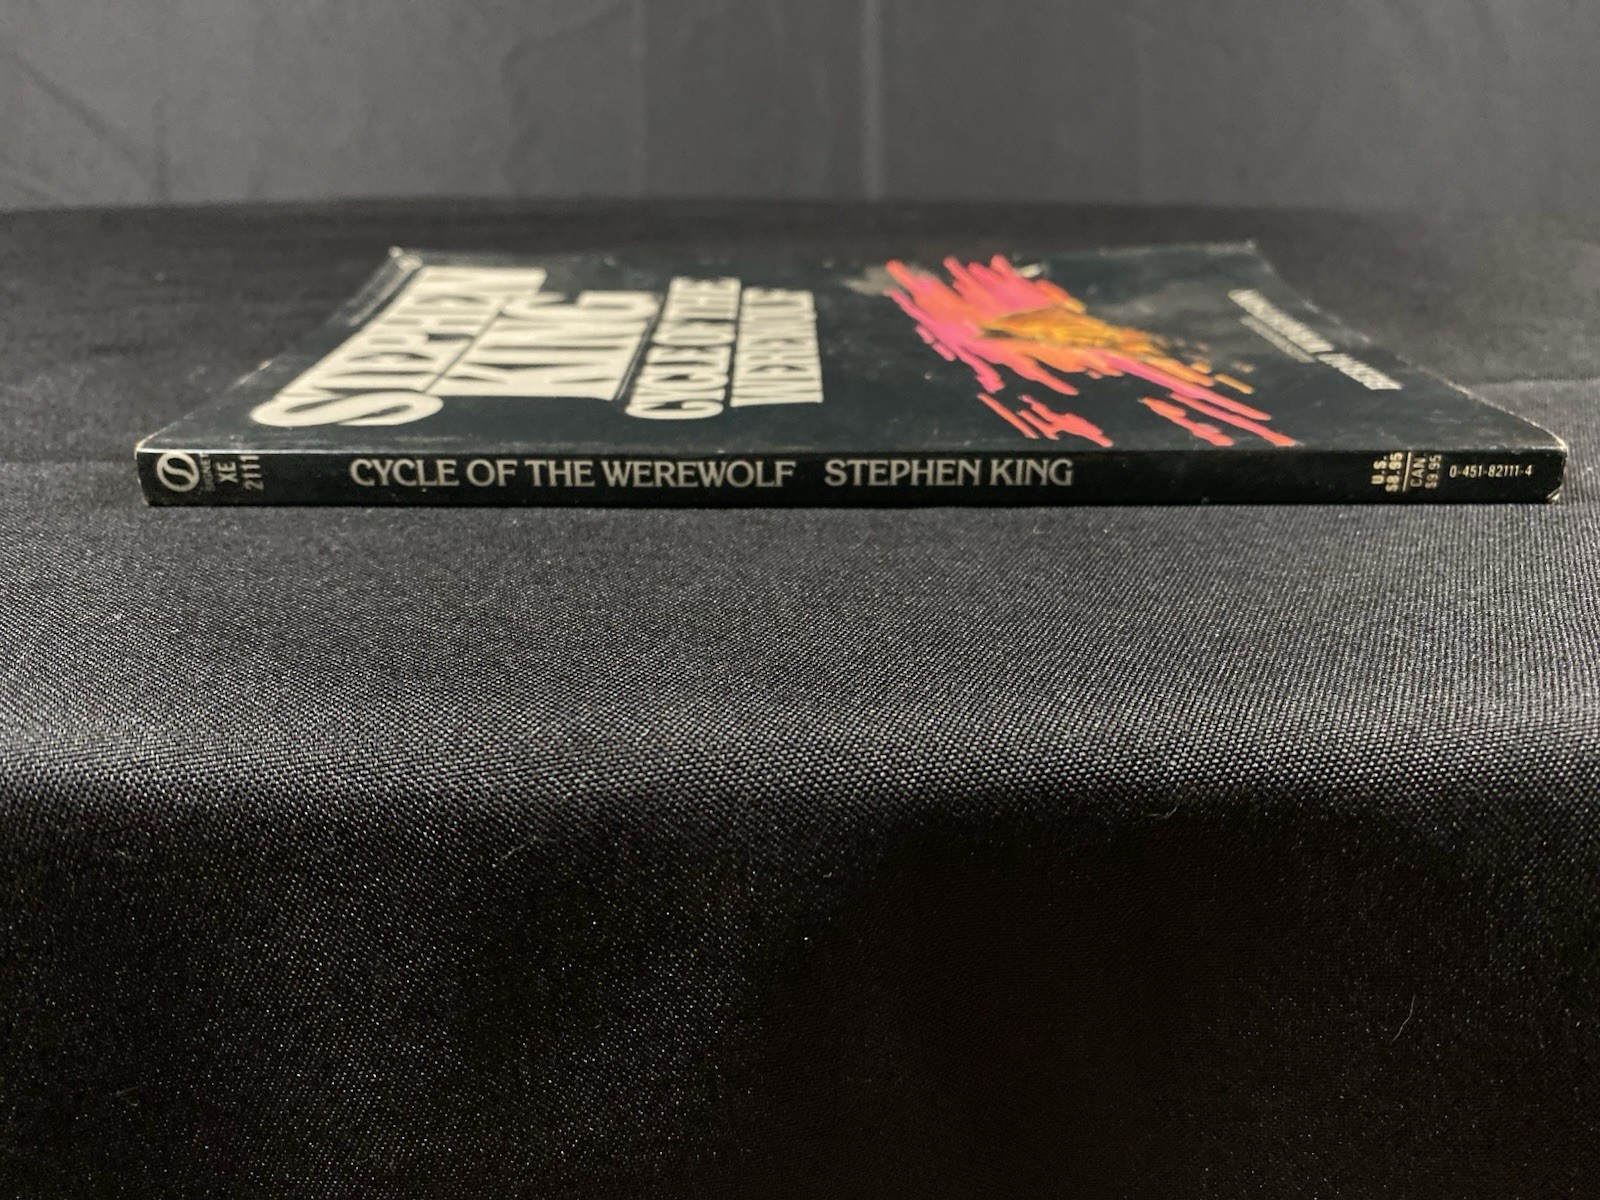 STEPHEN
KING
CYCLE OF THE
WEREWOLF
SIGNET
XE
2111
CYCLE OF THE WEREWOLF STEPHEN KING
U.S.
$8.95
CAN.
$9.95
0-451-82111-4